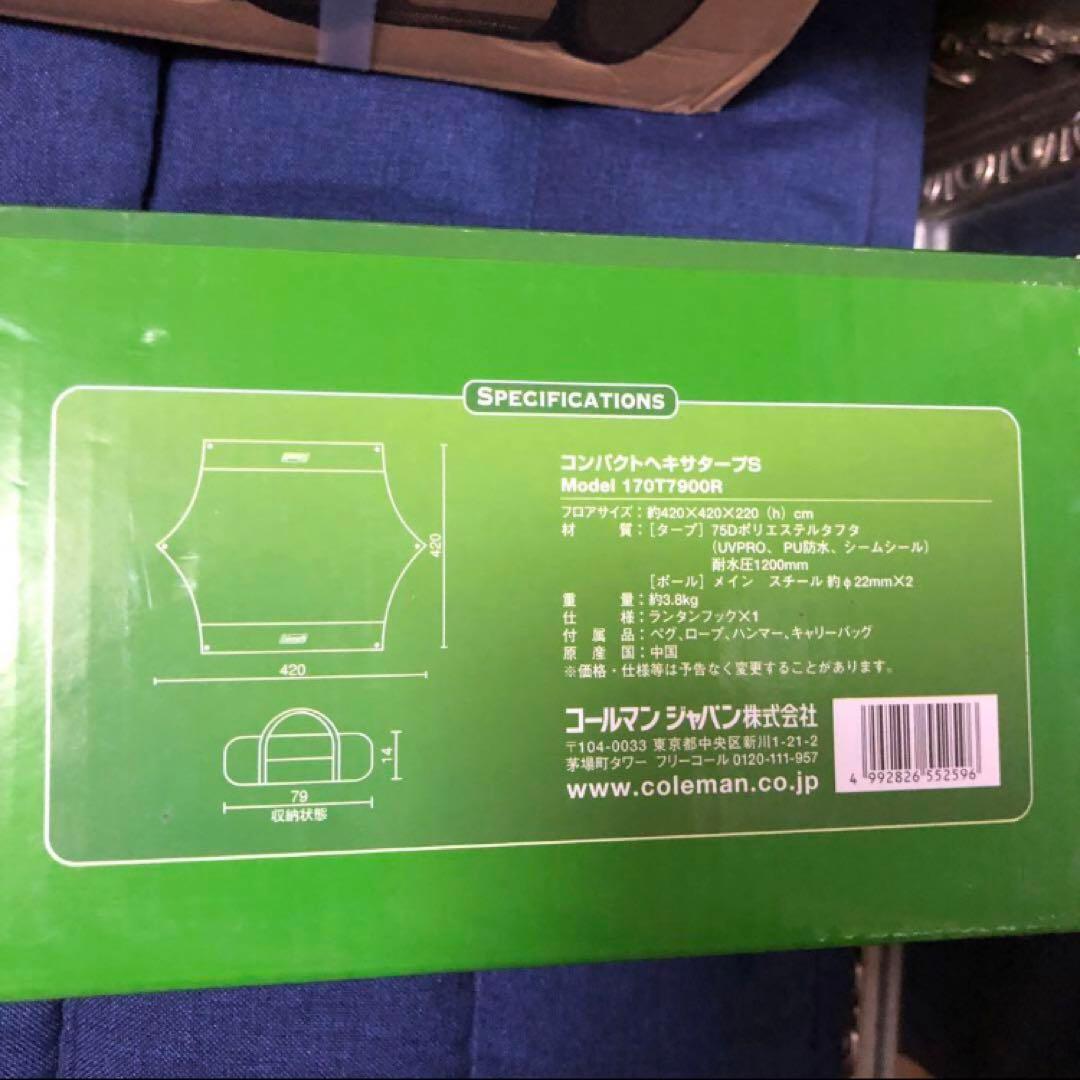 SPECIFICATIONS
コンパクトヘキサタープS
Model 170T7900R
フロアサイズ：約420×420×220（h）cm
材 質：［タープ］75Dポリエステルタフタ
（UVPRO、PU防水、シームシール）
耐水圧1200mm
［ポール］メイン スチール 約φ22mm×2
重 量：約3.8kg
仕 様：ランタンフック×1
付 属 品：ペグ、ロープ、ハンマー、キャリーバッグ
原 産 国：中国
※価格・仕様等は予告なく変更することがあります。
420
420
14
79
収納状態
コールマン ジャパン株式会社
〒104-0033 東京都中央区新川1-21-2
茅場町タワー フリーコール 0120-111-957
www.coleman.co.jp
4 992826 552596